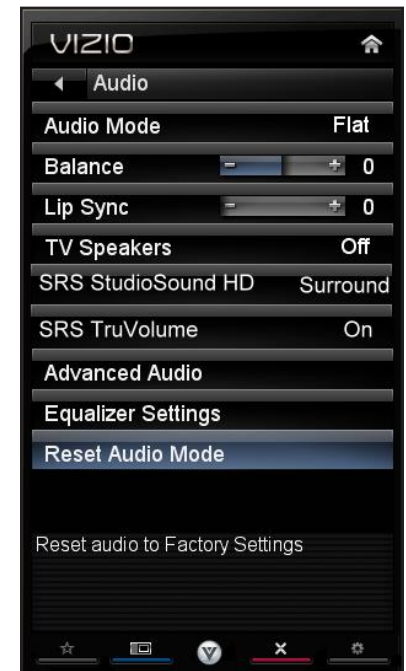 VIZIO
Audio
Audio Mode Flat
Balance - + 0
Lip Sync - + 0
TV Speakers Off
SRS StudioSound HD Surround
SRS TruVolume On
Advanced Audio
Equalizer Settings
Reset Audio Mode
Reset audio to Factory Settings
V